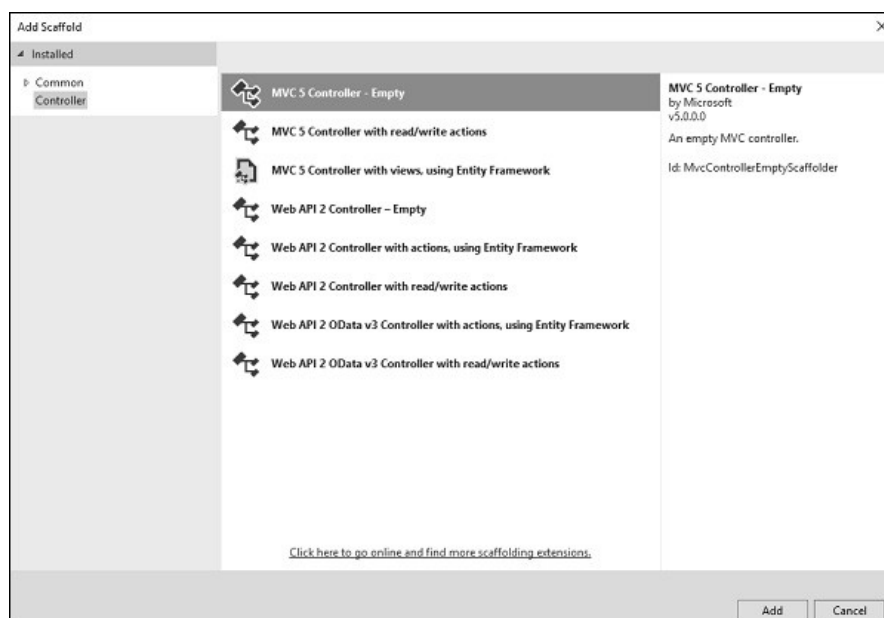 Add Scaffold
Installed
Common
Controller
MVC 5 Controller - Empty
MVC 5 Controller with read/write actions
MVC 5 Controller with views, using Entity Framework
Web API 2 Controller – Empty
Web API 2 Controller with actions, using Entity Framework
Web API 2 Controller with read/write actions
Web API 2 OData v3 Controller with actions, using Entity Framework
Web API 2 OData v3 Controller with read/write actions
Click here to go online and find more scaffolding extensions.
MVC 5 Controller - Empty
by Microsoft
v5.0.0.0
An empty MVC controller.
Id: MvcControllerEmptyScaffolder
Add
Cancel